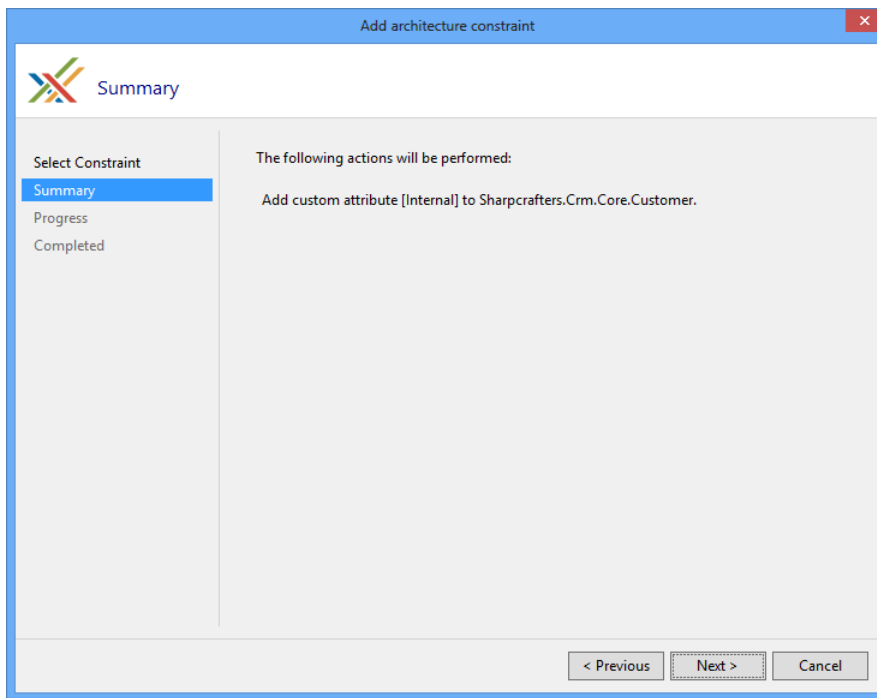 Add architecture constraint
Summary
Select Constraint
Summary
Progress
Completed
The following actions will be performed:
Add custom attribute [Internal] to Sharpcrafters.Crm.Core.Customer.
< Previous
Next >
Cancel